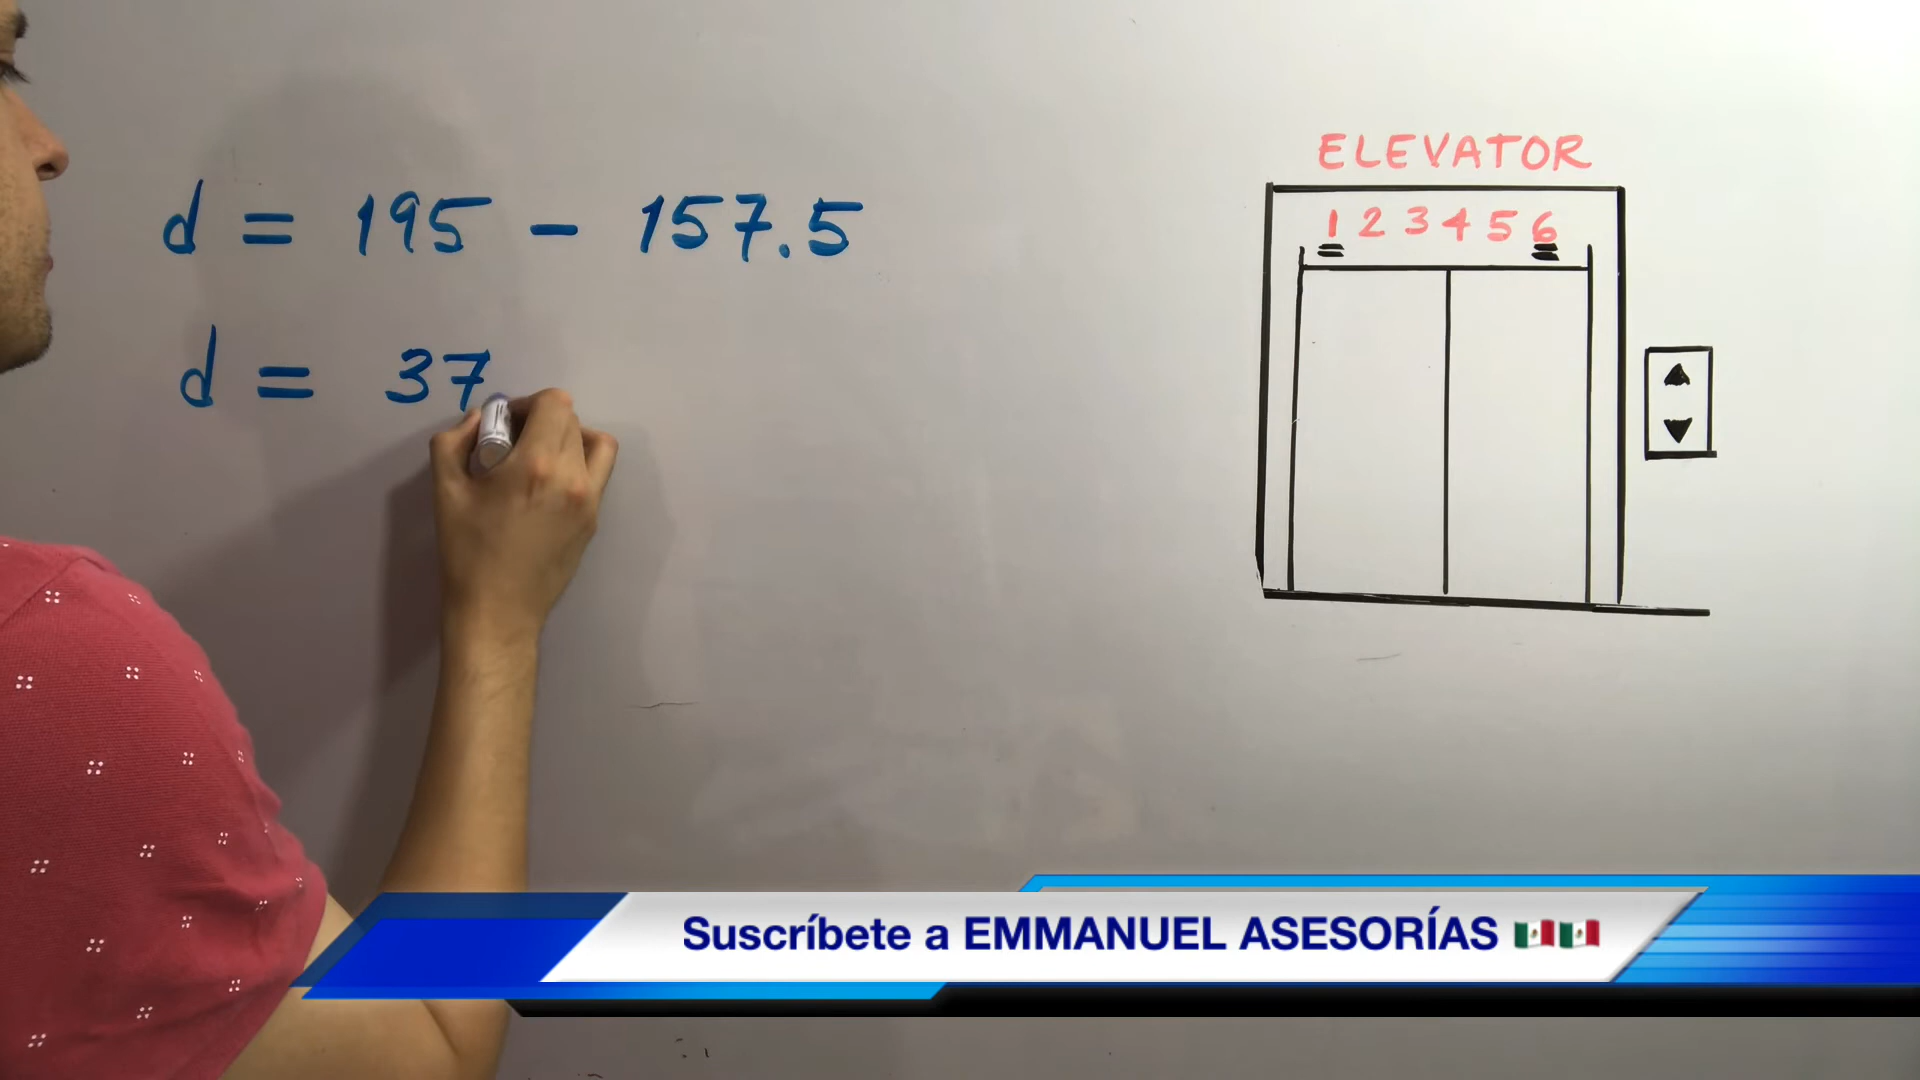 d = 195 - 157.5
d = 37
ELEVATOR
1 2 3 4 5 6
Suscríbete a EMMANUEL ASESORÍAS 🇲🇽🇲🇽